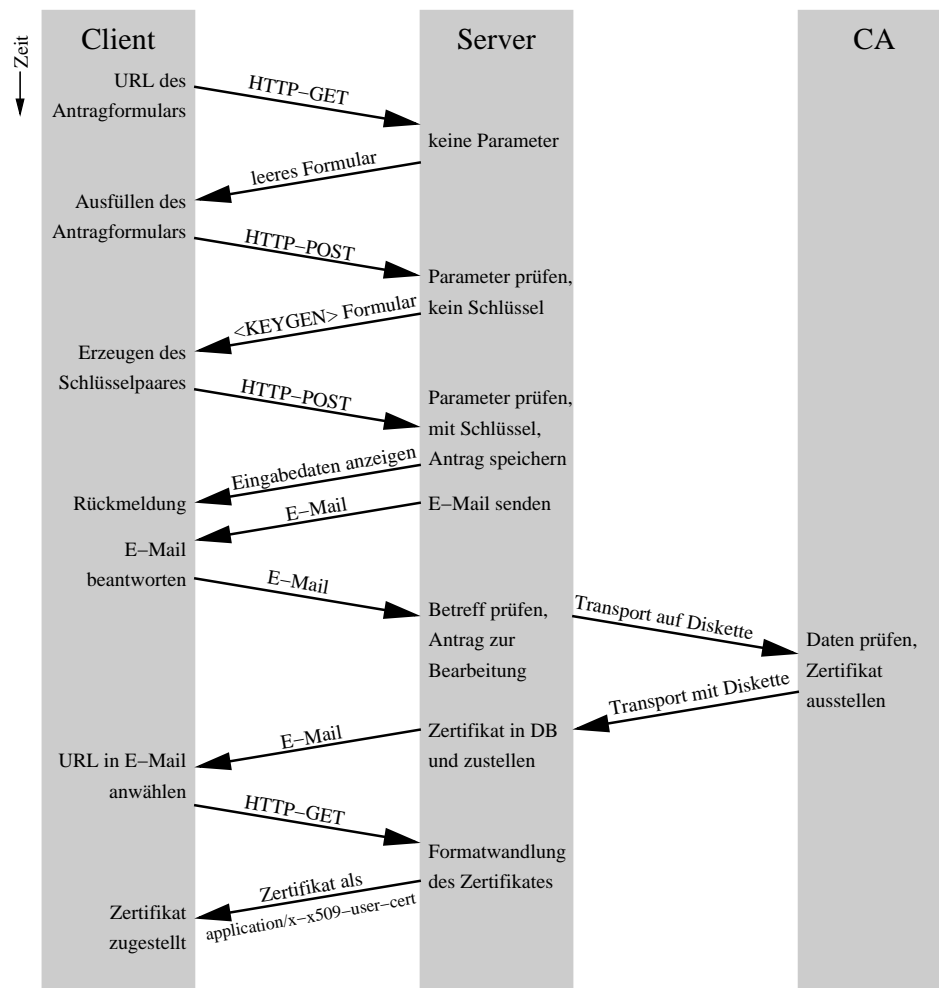 Client
Server
CA
Zeit
URL des
Antragformulars
HTTP–GET
keine Parameter
leeres Formular
Ausfüllen des
Antragformulars
HTTP–POST
Parameter prüfen,
kein Schlüssel
<KEYGEN> Formular
Erzeugen des
Schlüsselpaares
HTTP–POST
Parameter prüfen,
mit Schlüssel,
Antrag speichern
Eingabedaten anzeigen
Rückmeldung
E–Mail senden
E–Mail
E–Mail
beantworten
E–Mail
Betreff prüfen,
Antrag zur
Bearbeitung
Transport auf Diskette
Daten prüfen,
Zertifikat
ausstellen
Transport mit Diskette
Zertifikat in DB
und zustellen
E–Mail
URL in E–Mail
anwählen
HTTP–GET
Formatwandlung
des Zertifikates
Zertifikat als
application/x–x509–user–cert
Zertifikat
zugestellt